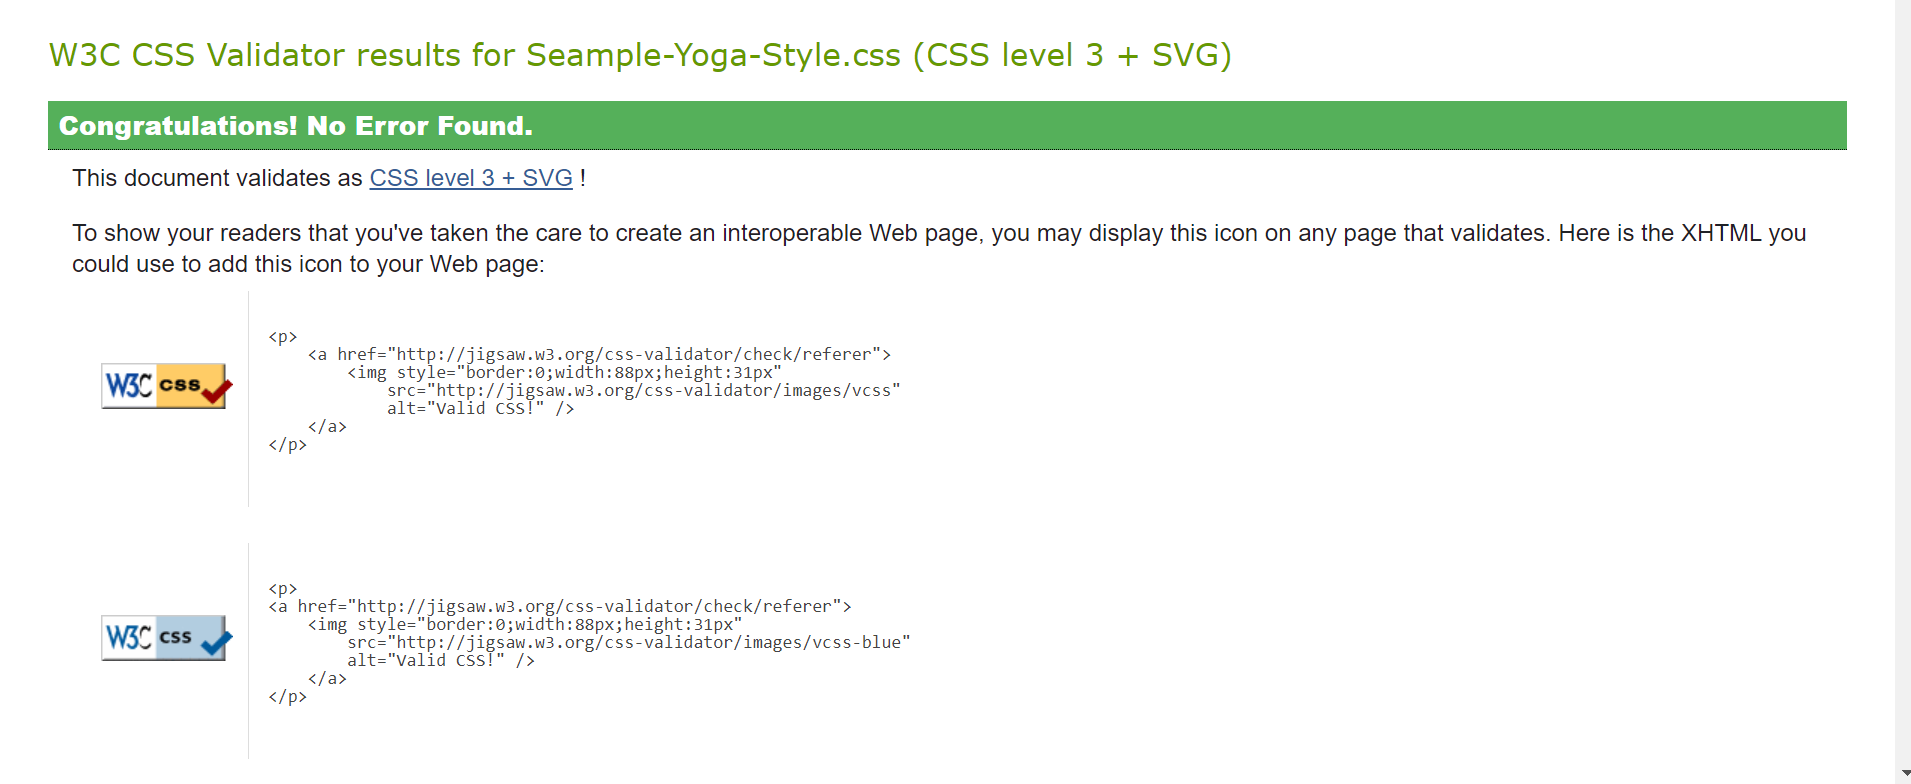 W3C CSS Validator results for Seample-Yoga-Style.css (CSS level 3 + SVG)
Congratulations! No Error Found.
This document validates as CSS level 3 + SVG !
To show your readers that you've taken the care to create an interoperable Web page, you may display this icon on any page that validates. Here is the XHTML you
could use to add this icon to your Web page:
W3C css
<p>
    <a href="http://jigsaw.w3.org/css-validator/check/referer">
        <img style="border:0;width:88px;height:31px"
            src="http://jigsaw.w3.org/css-validator/images/vcss"
            alt="Valid CSS!" />
    </a>
</p>
W3C css
<p>
<a href="http://jigsaw.w3.org/css-validator/check/referer">
    <img style="border:0;width:88px;height:31px"
        src="http://jigsaw.w3.org/css-validator/images/vcss-blue"
        alt="Valid CSS!" />
    </a>
</p>